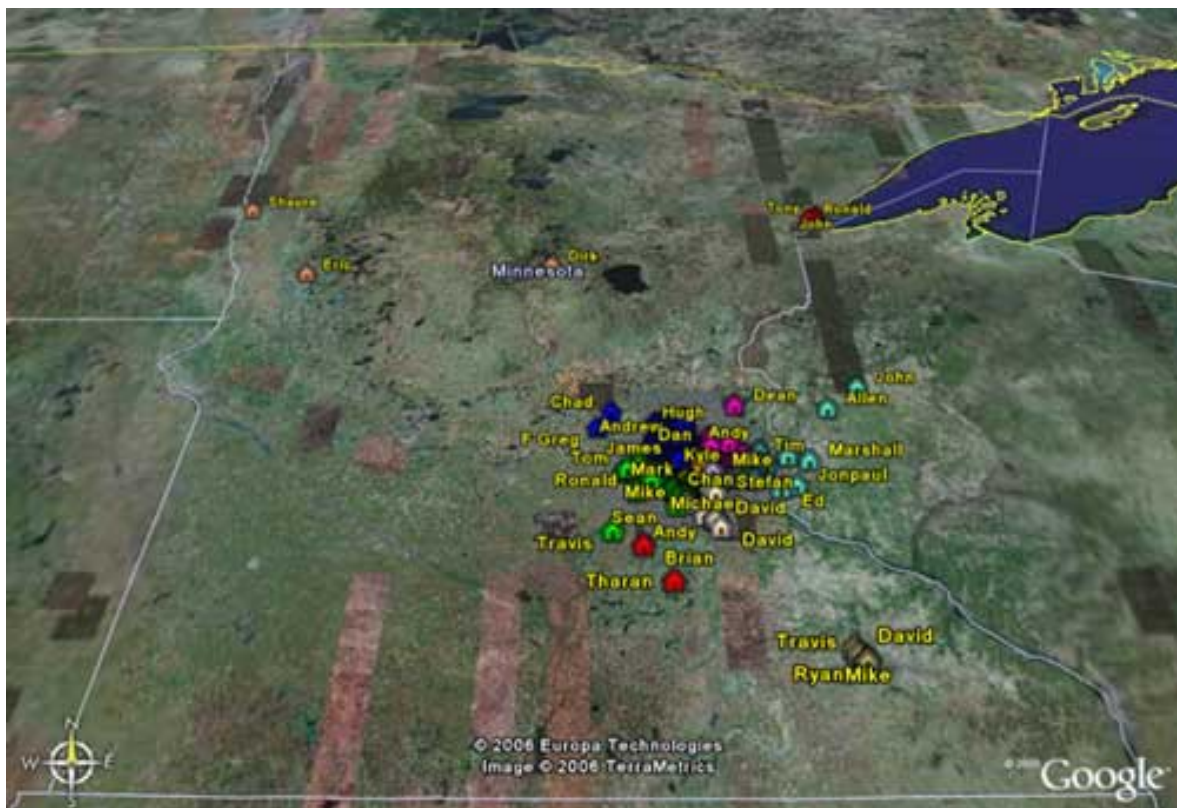 Shaune
Eric
Dirk
Minnesota
Tony Ronald
John
John
Allen
Dean
Chad
Hugh
F Greg
Andrew
Dan
Andy
James
Tom
Kyle
Mike
Tim
Marshall
Mark
Ronald
Chan
Stefan
Jonpaul
Mike
Michae
David
Ed
Sean
Travis
Andy
David
Brian
Tharan
Travis
David
RyanMike
N
W E
S
© 2006 Europa Technologies
Image © 2006 TerraMetrics
Google